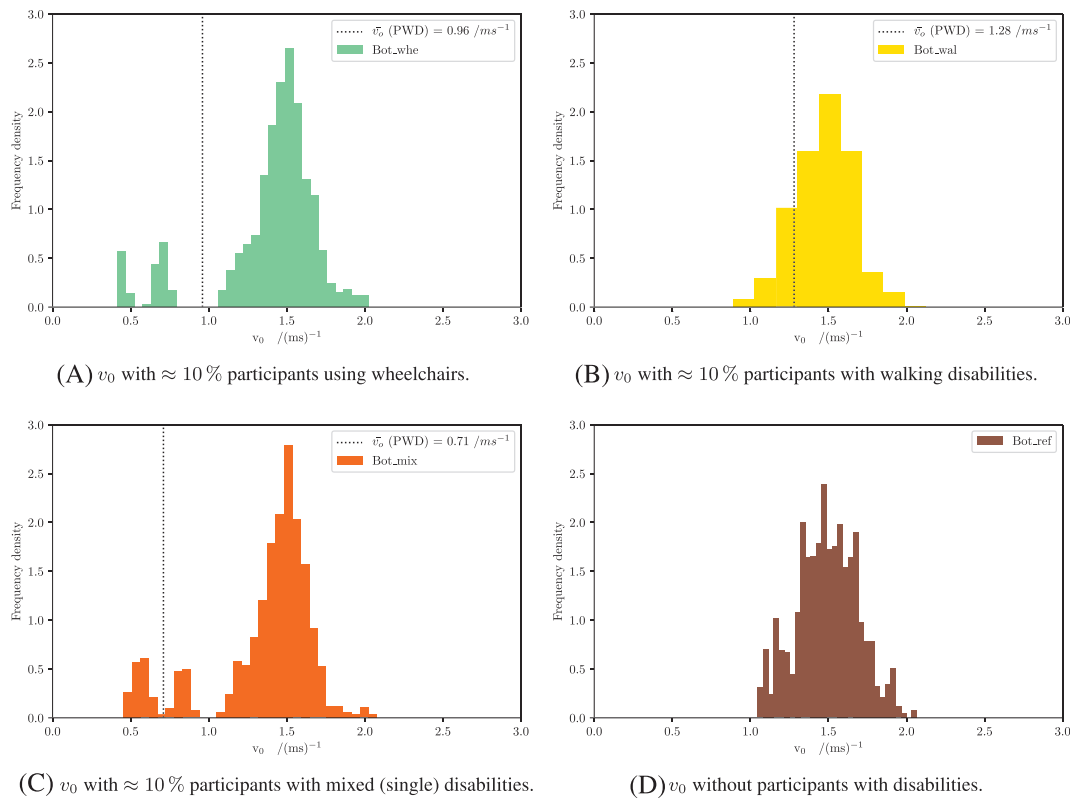 3.0
2.5
2.0
1.5
1.0
0.5
0.0
Frequency density
v̄ₒ (PWD) = 0.96 /ms⁻¹
Bot_whe
0.0 0.5 1.0 1.5 2.0 2.5 3.0
v₀ /(ms)⁻¹
(A) v₀ with ≈ 10 % participants using wheelchairs.
3.0
2.5
2.0
1.5
1.0
0.5
0.0
Frequency density
v̄ₒ (PWD) = 1.28 /ms⁻¹
Bot_wal
0.0 0.5 1.0 1.5 2.0 2.5 3.0
v₀ /(ms)⁻¹
(B) v₀ with ≈ 10 % participants with walking disabilities.
3.0
2.5
2.0
1.5
1.0
0.5
0.0
Frequency density
v̄ₒ (PWD) = 0.71 /ms⁻¹
Bot_mix
0.0 0.5 1.0 1.5 2.0 2.5 3.0
v₀ /(ms)⁻¹
(C) v₀ with ≈ 10 % participants with mixed (single) disabilities.
3.0
2.5
2.0
1.5
1.0
0.5
0.0
Frequency density
Bot_ref
0.0 0.5 1.0 1.5 2.0 2.5 3.0
v₀ /(ms)⁻¹
(D) v₀ without participants with disabilities.